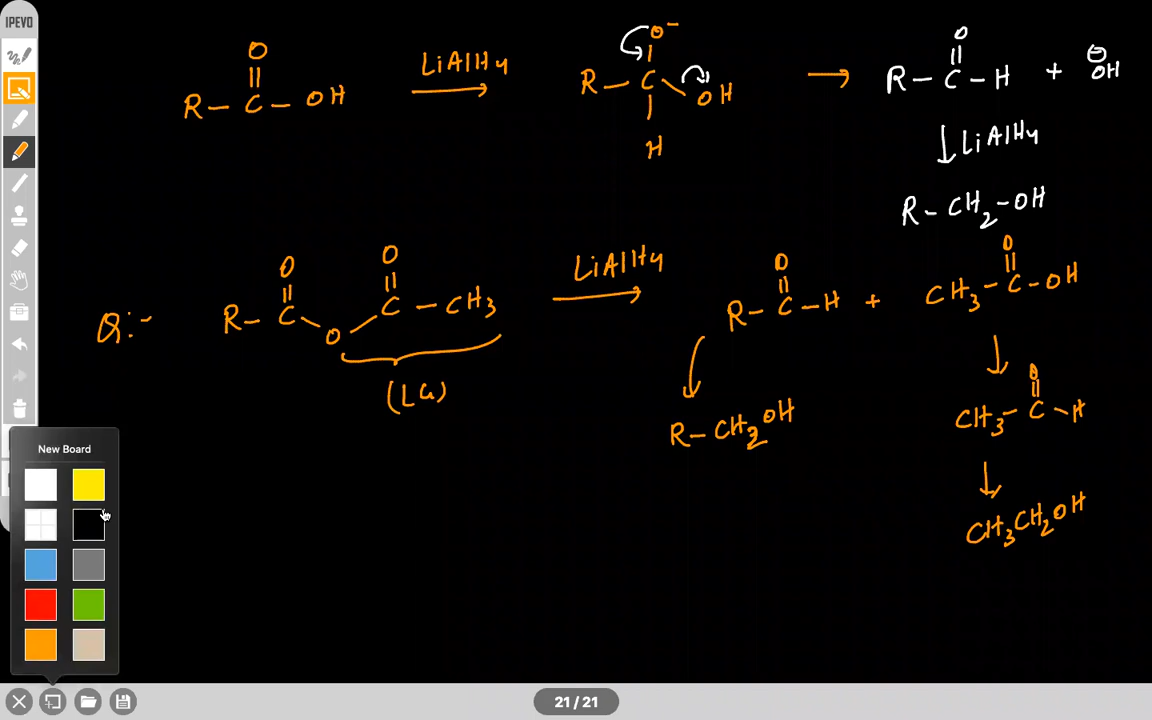 IPEVO
O
R - C - OH
LiAlH4
O-
R - C - OH
H
O
R - C - H + OH
LiAlH4
R - CH2 - OH
Q:-
O O
R - C - O - C - CH3
(LG)
LiAlH4
O
R - C - H +
O
CH3 - C - OH
R - CH2OH
O
CH3 - C - H
CH3CH2OH
New Board
21 / 21